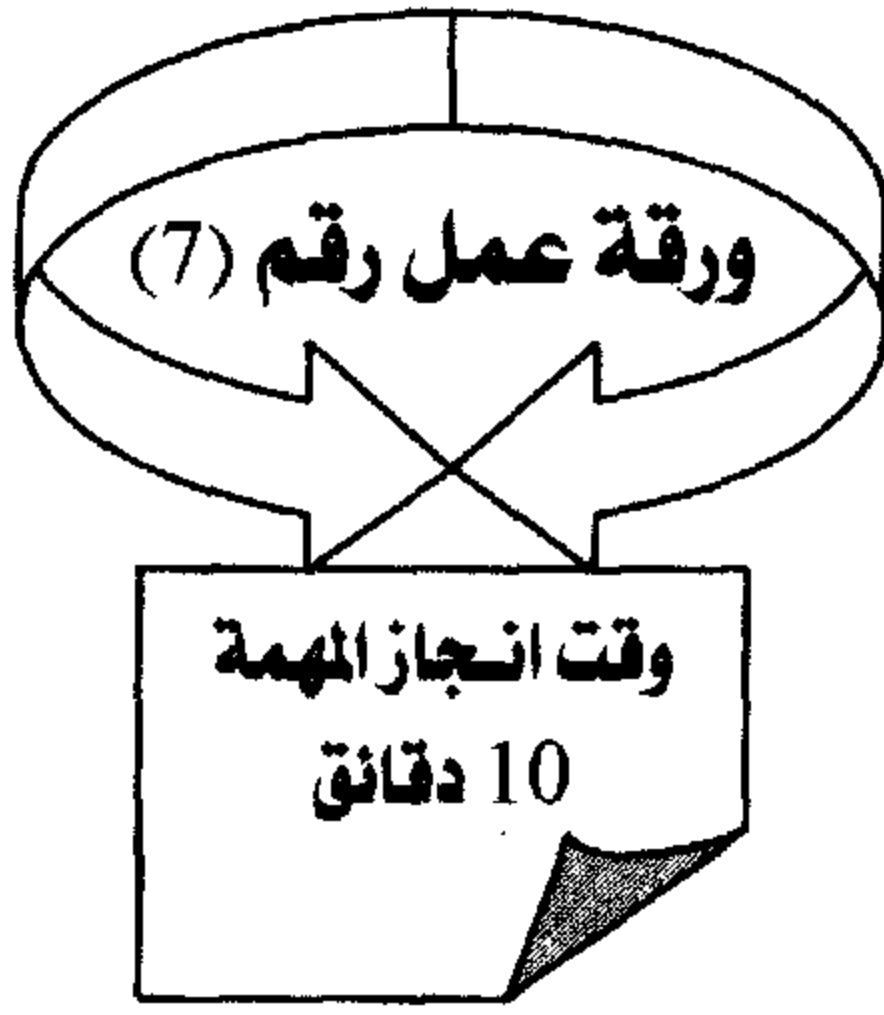 ورقة عمل رقم (7)
وقت انجاز المهمة
10 دقائق